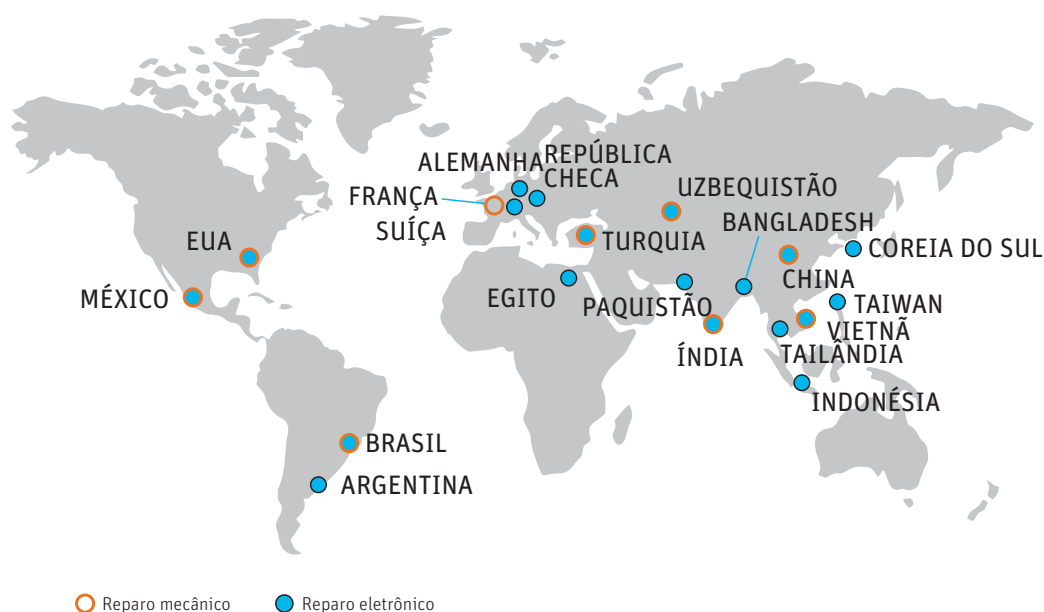 ALEMANHA
REPÚBLICA
CHECA
FRANÇA
SUÍÇA
UZBEQUISTÃO
BANGLADESH
EUA
TURQUIA
COREIA DO SUL
MÉXICO
EGITO
PAQUISTÃO
CHINA
TAIWAN
VIETNÃ
ÍNDIA
TAILÂNDIA
INDONÉSIA
BRASIL
ARGENTINA
Reparo mecânico
Reparo eletrônico